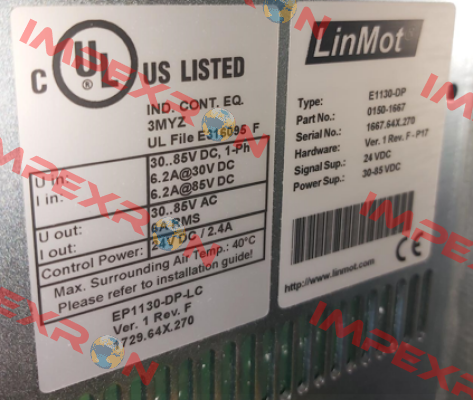 C UL US LISTED
®
IND. CONT. EQ.
3MYZ
UL File E316095 F
U in: 30..85V DC, 1-Ph
I in: 6.2A@30V DC
6.2A@85V DC
U out: 30..85V AC
I out: 6A RMS
Control Power: 24V DC / 2.4A
Max. Surrounding Air Temp.: 40°C
Please refer to installation guide!
EP1130-DP-LC
Ver. 1 Rev. F
1729.64X.270
LinMot®
Type: E1130-DP
Part No.: 0150-1667
Serial No.: 1667.64X.270
Hardware: Ver. 1 Rev. F - P17
Signal Sup.: 24 VDC
Power Sup.: 30-85 VDC
http://www.linmot.com CE
IMPEXRON
IMPEXRON
IMPEXRON
IMPEXRON